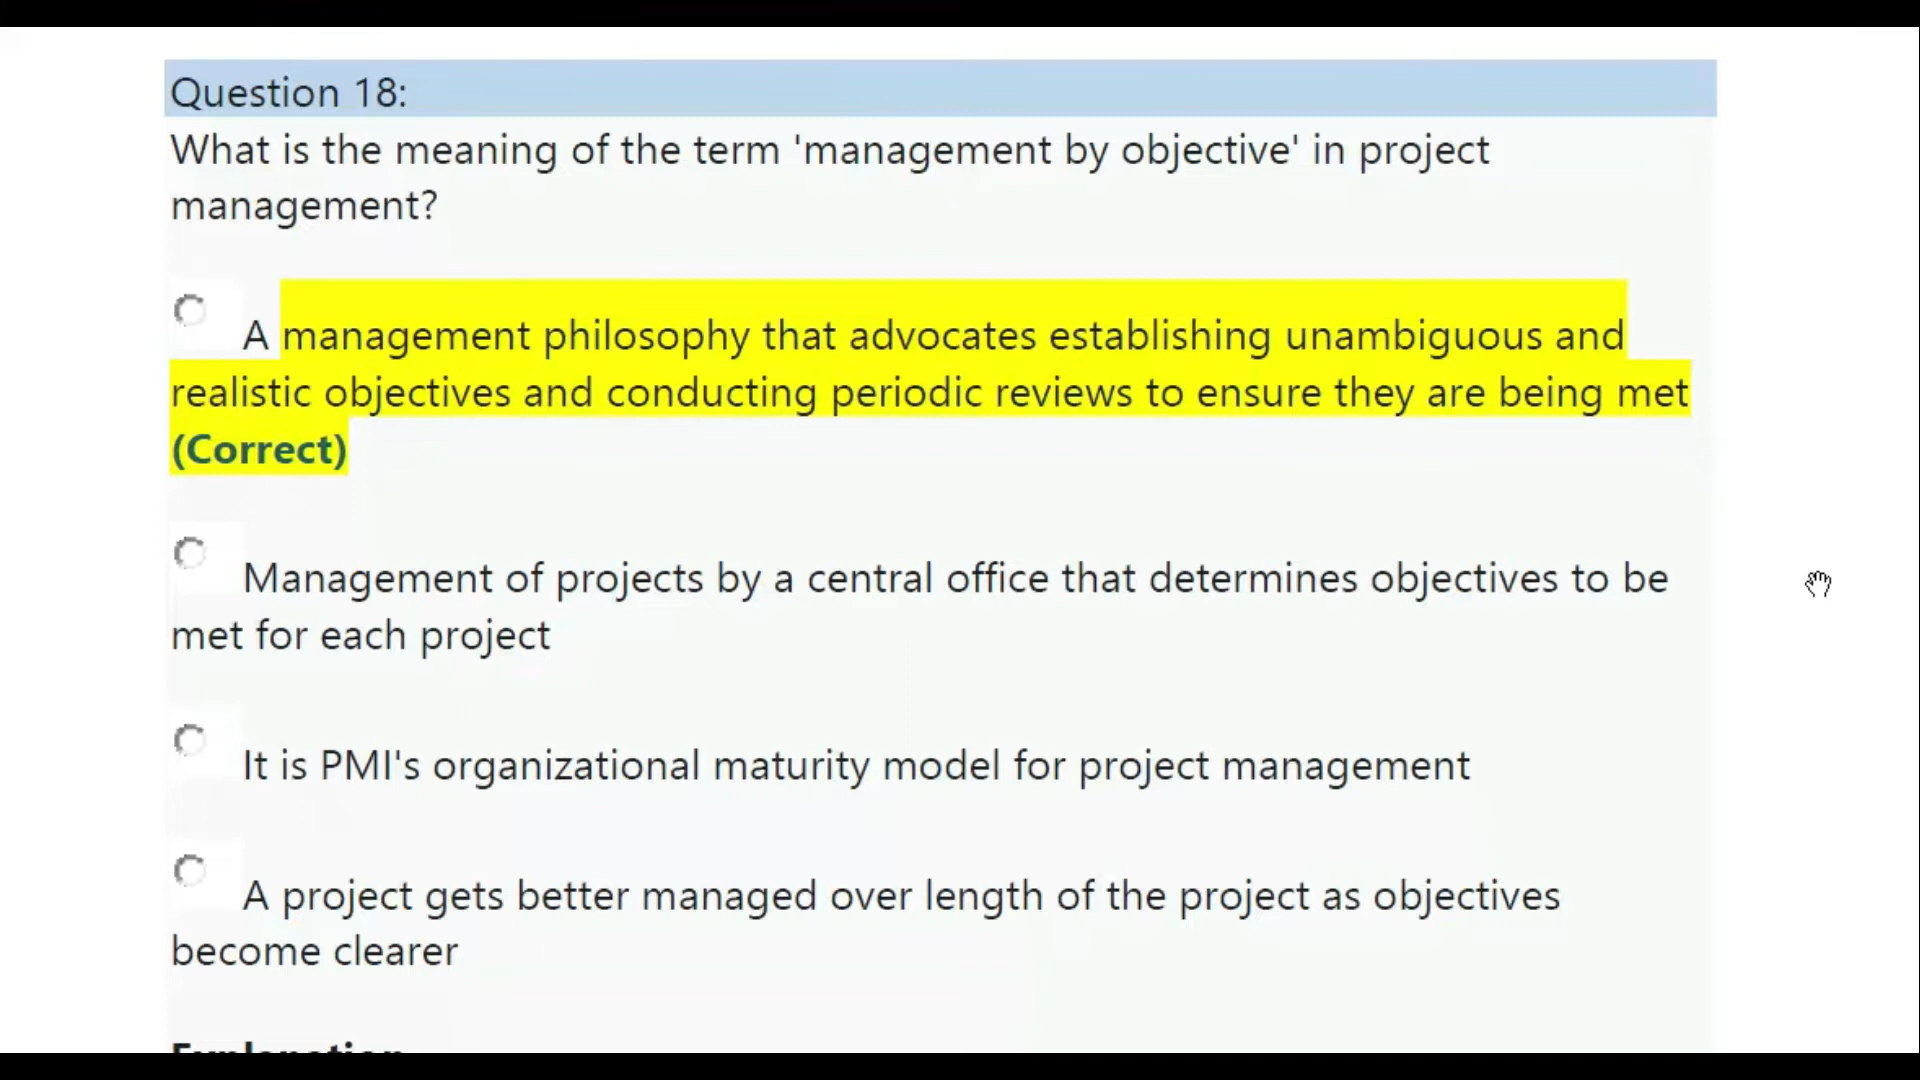 Question 18:
What is the meaning of the term 'management by objective' in project
management?
A management philosophy that advocates establishing unambiguous and
realistic objectives and conducting periodic reviews to ensure they are being met
(Correct)
Management of projects by a central office that determines objectives to be
met for each project
It is PMI's organizational maturity model for project management
A project gets better managed over length of the project as objectives
become clearer
Explanation